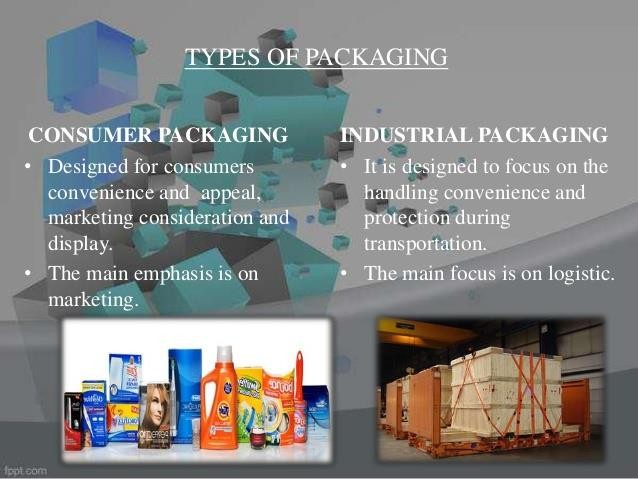 TYPES OF PACKAGING
CONSUMER PACKAGING
• Designed for consumers
convenience and appeal,
marketing consideration and
display.
• The main emphasis is on
marketing.
INDUSTRIAL PACKAGING
• It is designed to focus on the
handling convenience and
protection during
transportation.
• The main focus is on logistic.
fppt.com